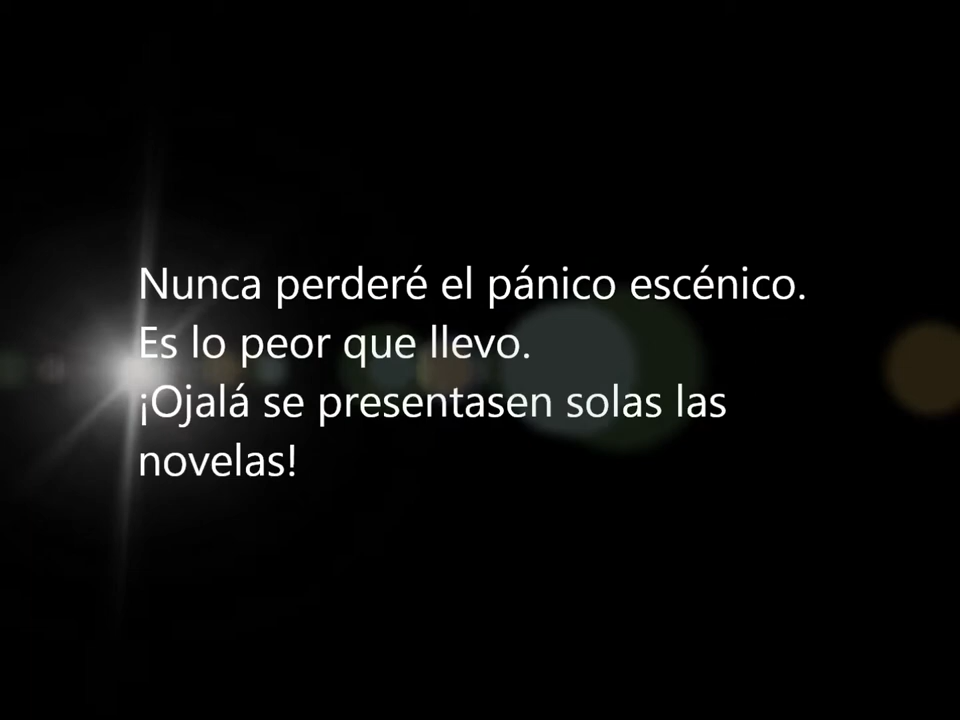 Nunca perderé el pánico escénico.
Es lo peor que llevo.
¡Ojalá se presentasen solas las
novelas!